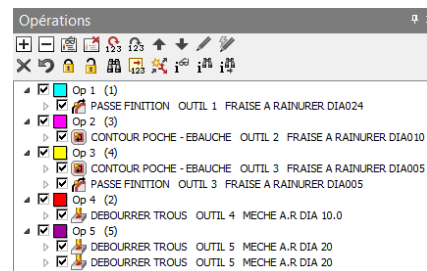 Opérations
123 123
123
Op 1 (1)
PASSE FINITION OUTIL 1 FRAISE A RAINURER DIA024
Op 2 (3)
CONTOUR POCHE - EBAUCHE OUTIL 2 FRAISE A RAINURER DIA010
Op 3 (4)
CONTOUR POCHE - EBAUCHE OUTIL 3 FRAISE A RAINURER DIA005
PASSE FINITION OUTIL 3 FRAISE A RAINURER DIA005
Op 4 (2)
DEBOURRER TROUS OUTIL 4 MECHE A.R DIA 10.0
Op 5 (5)
DEBOURRER TROUS OUTIL 5 MECHE A.R DIA 20
DEBOURRER TROUS OUTIL 5 MECHE A.R DIA 20